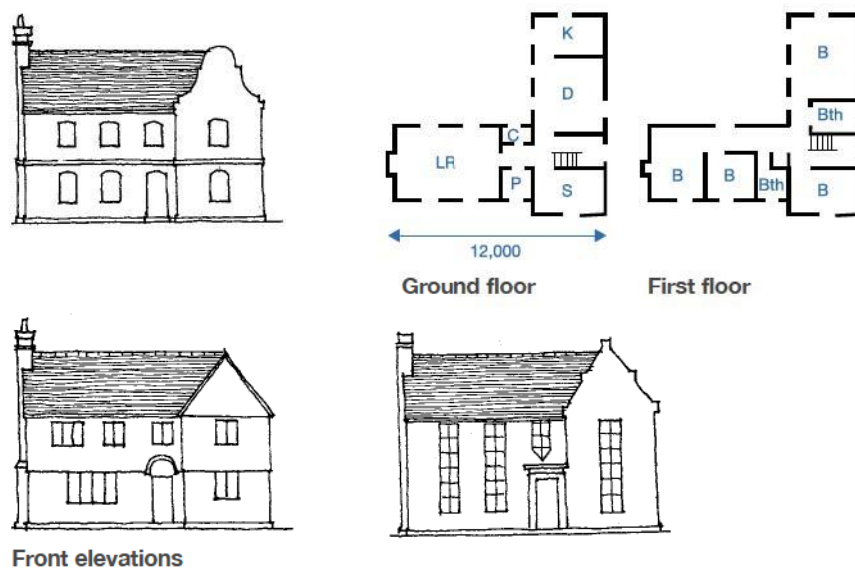 K
D
C
LR
P
S
12,000
Ground floor
B
Bth
B
B
Bth
B
First floor
Front elevations